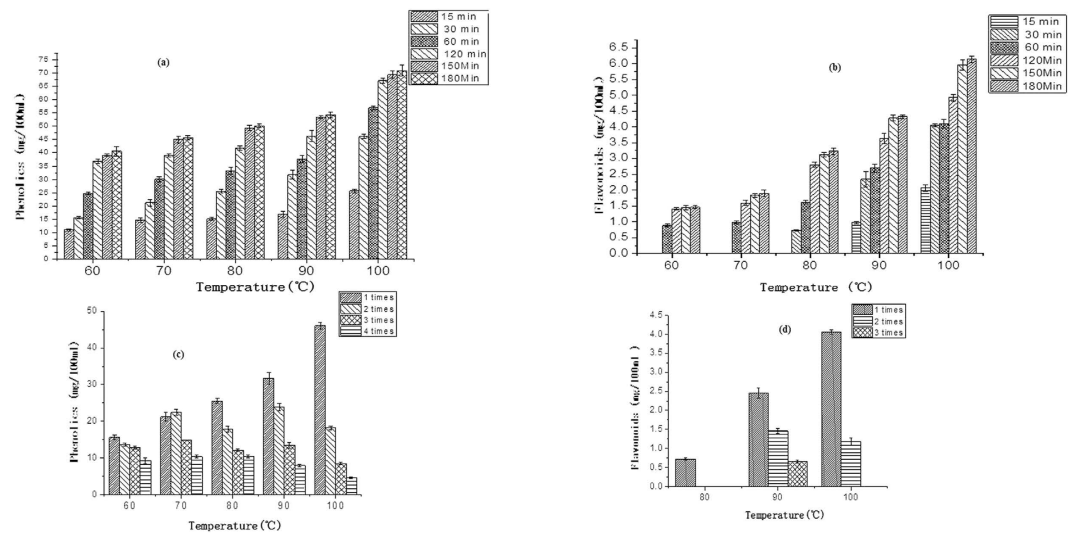 15 min
30 min
60 min
120 min
150Min
180Min
(a)
Phenolics (mg/100mL)
75
70
65
60
55
50
45
40
35
30
25
20
15
10
5
0
60 70 80 90 100
Temperature(℃)
15 min
30 min
60 min
120Min
150Min
180Min
(b)
Flavonoids (mg/100mL)
6.5
6.0
5.5
5.0
4.5
4.0
3.5
3.0
2.5
2.0
1.5
1.0
0.5
0.0
60 70 80 90 100
Temperature (℃)
1 times
2 times
3 times
4 times
(c)
Phenolics (mg/100ml)
50
40
30
20
10
0
60 70 80 90 100
Temperature(℃)
1 times
2 times
3 times
(d)
Flavonoids (mg/100ml )
4.5
4.0
3.5
3.0
2.5
2.0
1.5
1.0
0.5
0.0
80 90 100
Temperature(℃)